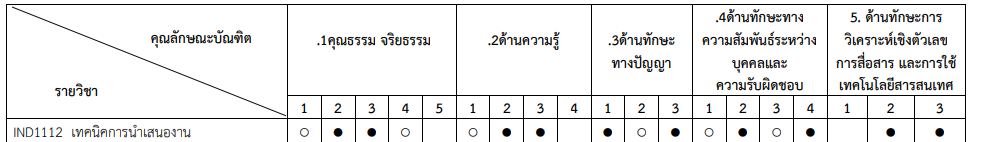 คุณลักษณะบัณฑิต
รายวิชา
.1คุณธรรม จริยธรรม
.2ด้านความรู้
.3ด้านทักษะ
ทางปัญญา
.4ด้านทักษะทาง
ความสัมพันธ์ระหว่าง
บุคคลและ
ความรับผิดชอบ
5. ด้านทักษะการ
วิเคราะห์เชิงตัวเลข
การสื่อสาร และการใช้
เทคโนโลยีสารสนเทศ
1 2 3 4 5 1 2 3 4 1 2 3 1 2 3 4 1 2 3
IND1112 เทคนิคการนำเสนองาน ○ ● ● ○ ○ ● ● ● ○ ● ○ ● ○ ● ● ●